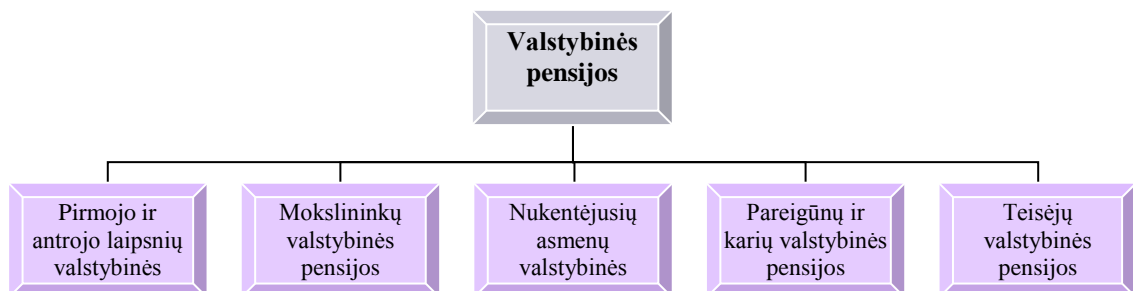 Valstybinės
pensijos
Pirmojo ir
antrojo laipsnių
valstybinės
Mokslininkų
valstybinės
pensijos
Nukentėjusių
asmenų
valstybinės
Pareigūnų ir
karių valstybinės
pensijos
Teisėjų
valstybinės
pensijos